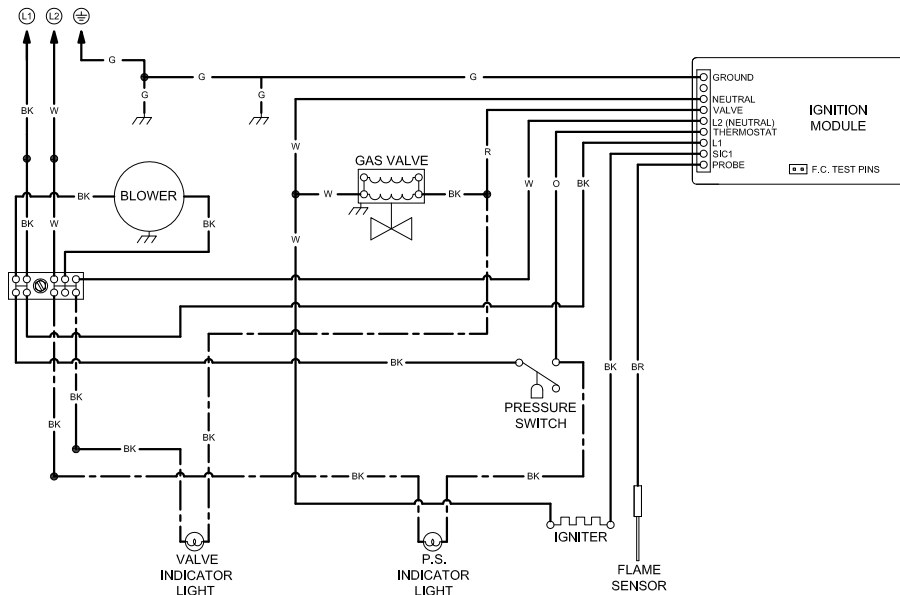 L1 L2
G
G G G
G G
BK W
GROUND
NEUTRAL
VALVE
L2 (NEUTRAL)
THERMOSTAT
L1
SIC1
PROBE
IGNITION
MODULE
F.C. TEST PINS
W R
GAS VALVE
W BK
W O BK
BK BLOWER BK
BK W
W
BK
BK BR
PRESSURE
SWITCH
BK BK
BK
BK
BK BK
BK
IGNITER
VALVE
INDICATOR
LIGHT
P.S.
INDICATOR
LIGHT
FLAME
SENSOR